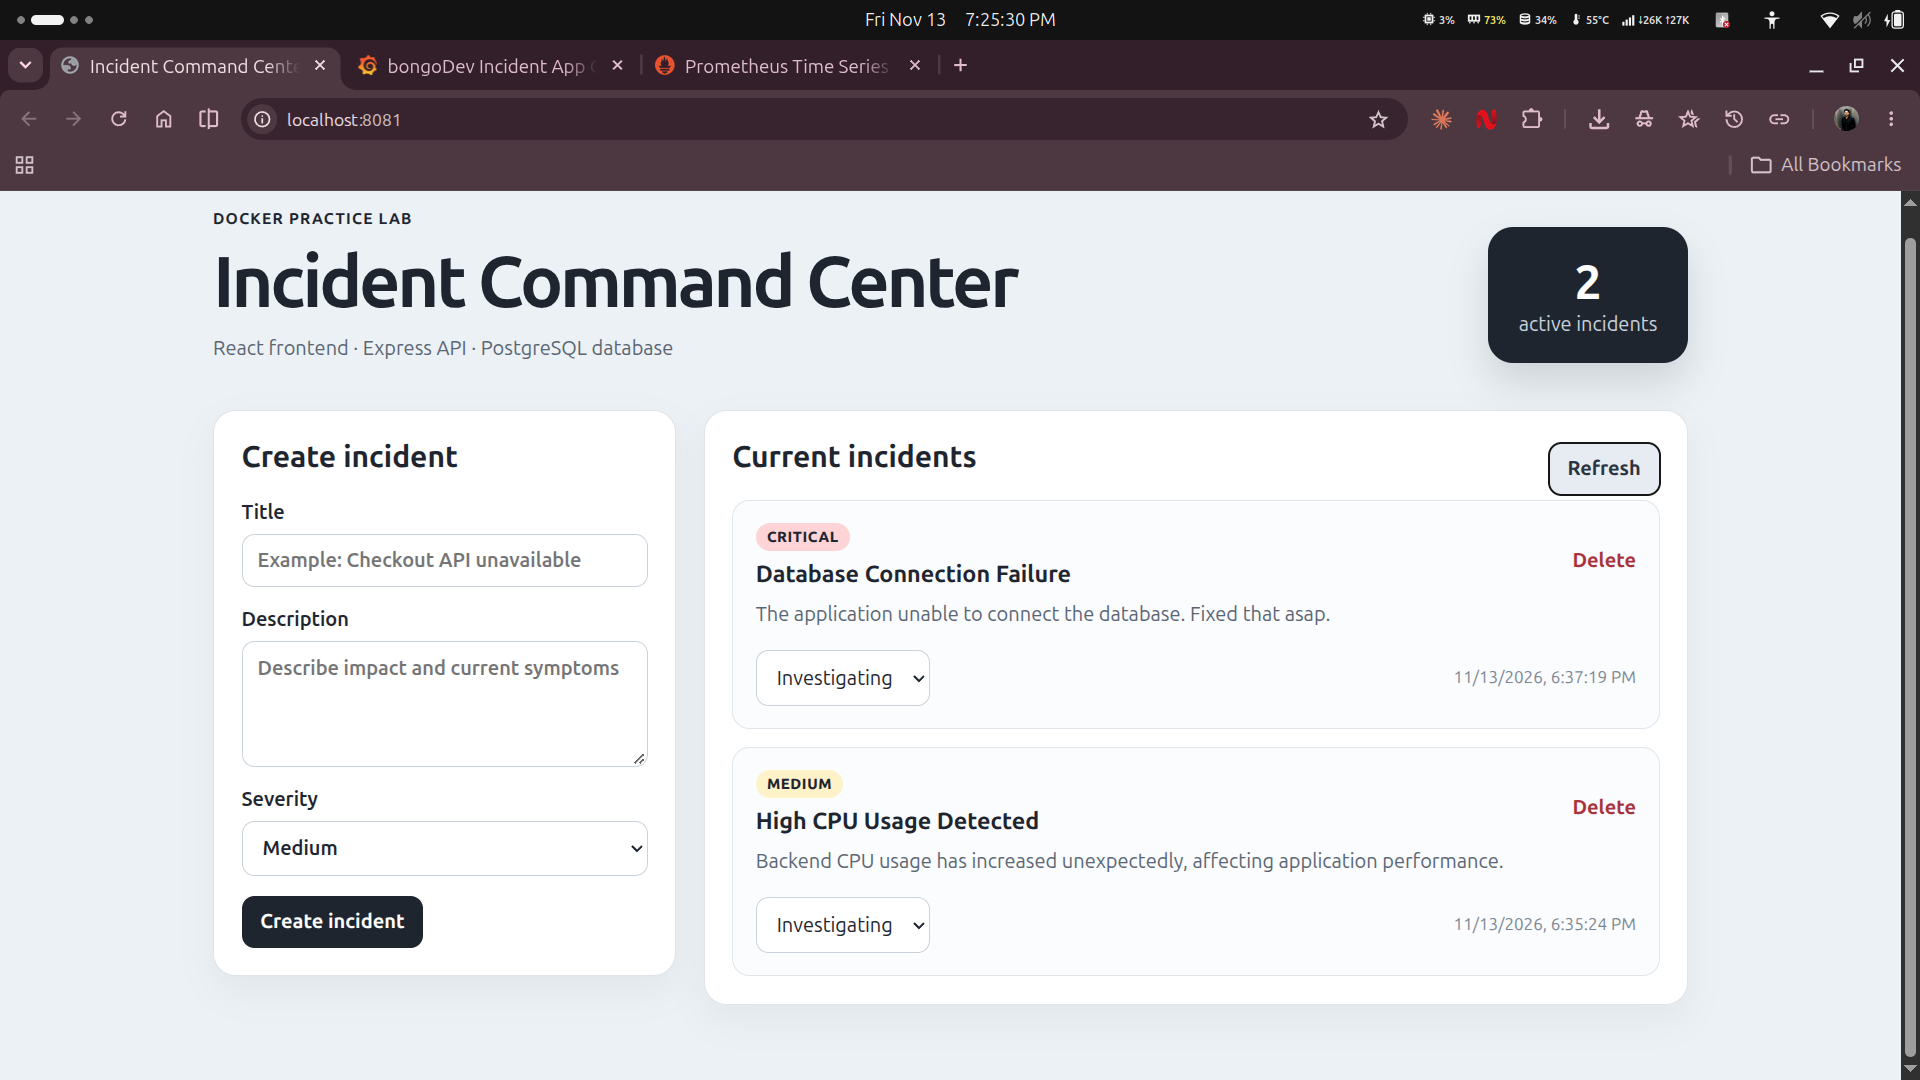 Fri Nov 13 7:25:30 PM
3% 73% 34% 55°C ↓26K ↑27K
Incident Command Cente
bongoDev Incident App
Prometheus Time Series
localhost:8081
All Bookmarks
DOCKER PRACTICE LAB
Incident Command Center
React frontend · Express API · PostgreSQL database
2
active incidents
Create incident
Title
Example: Checkout API unavailable
Description
Describe impact and current symptoms
Severity
Medium
Create incident
Current incidents
Refresh
CRITICAL
Database Connection Failure
Delete
The application unable to connect the database. Fixed that asap.
Investigating
11/13/2026, 6:37:19 PM
MEDIUM
High CPU Usage Detected
Delete
Backend CPU usage has increased unexpectedly, affecting application performance.
Investigating
11/13/2026, 6:35:24 PM